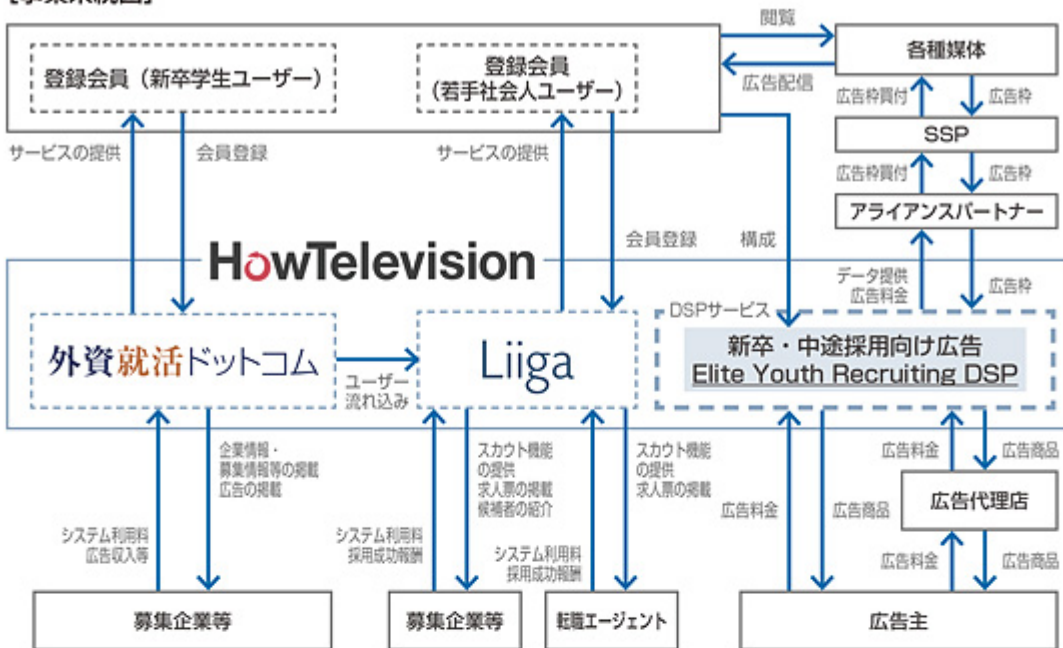 [事業系統図]
閲覧
各種媒体
登録会員（新卒学生ユーザー）
登録会員
（若手社会人ユーザー）
広告配信
広告枠買付
広告枠
SSP
サービスの提供
会員登録
サービスの提供
広告枠買付
広告枠
アライアンスパートナー
会員登録
構成
HowTelevision
データ提供
広告料金
広告枠
DSPサービス
外資就活ドットコム
Liiga
新卒・中途採用向け広告
Elite Youth Recruiting DSP
ユーザー
流れ込み
企業情報・
募集情報等の掲載
広告の掲載
スカウト機能
の提供
求人票の掲載
候補者の紹介
スカウト機能
の提供
求人票の掲載
広告料金
広告商品
広告代理店
システム利用料
広告収入等
システム利用料
採用成功報酬
システム利用料
採用成功報酬
広告料金
広告商品
広告料金
広告商品
募集企業等
募集企業等
転職エージェント
広告主